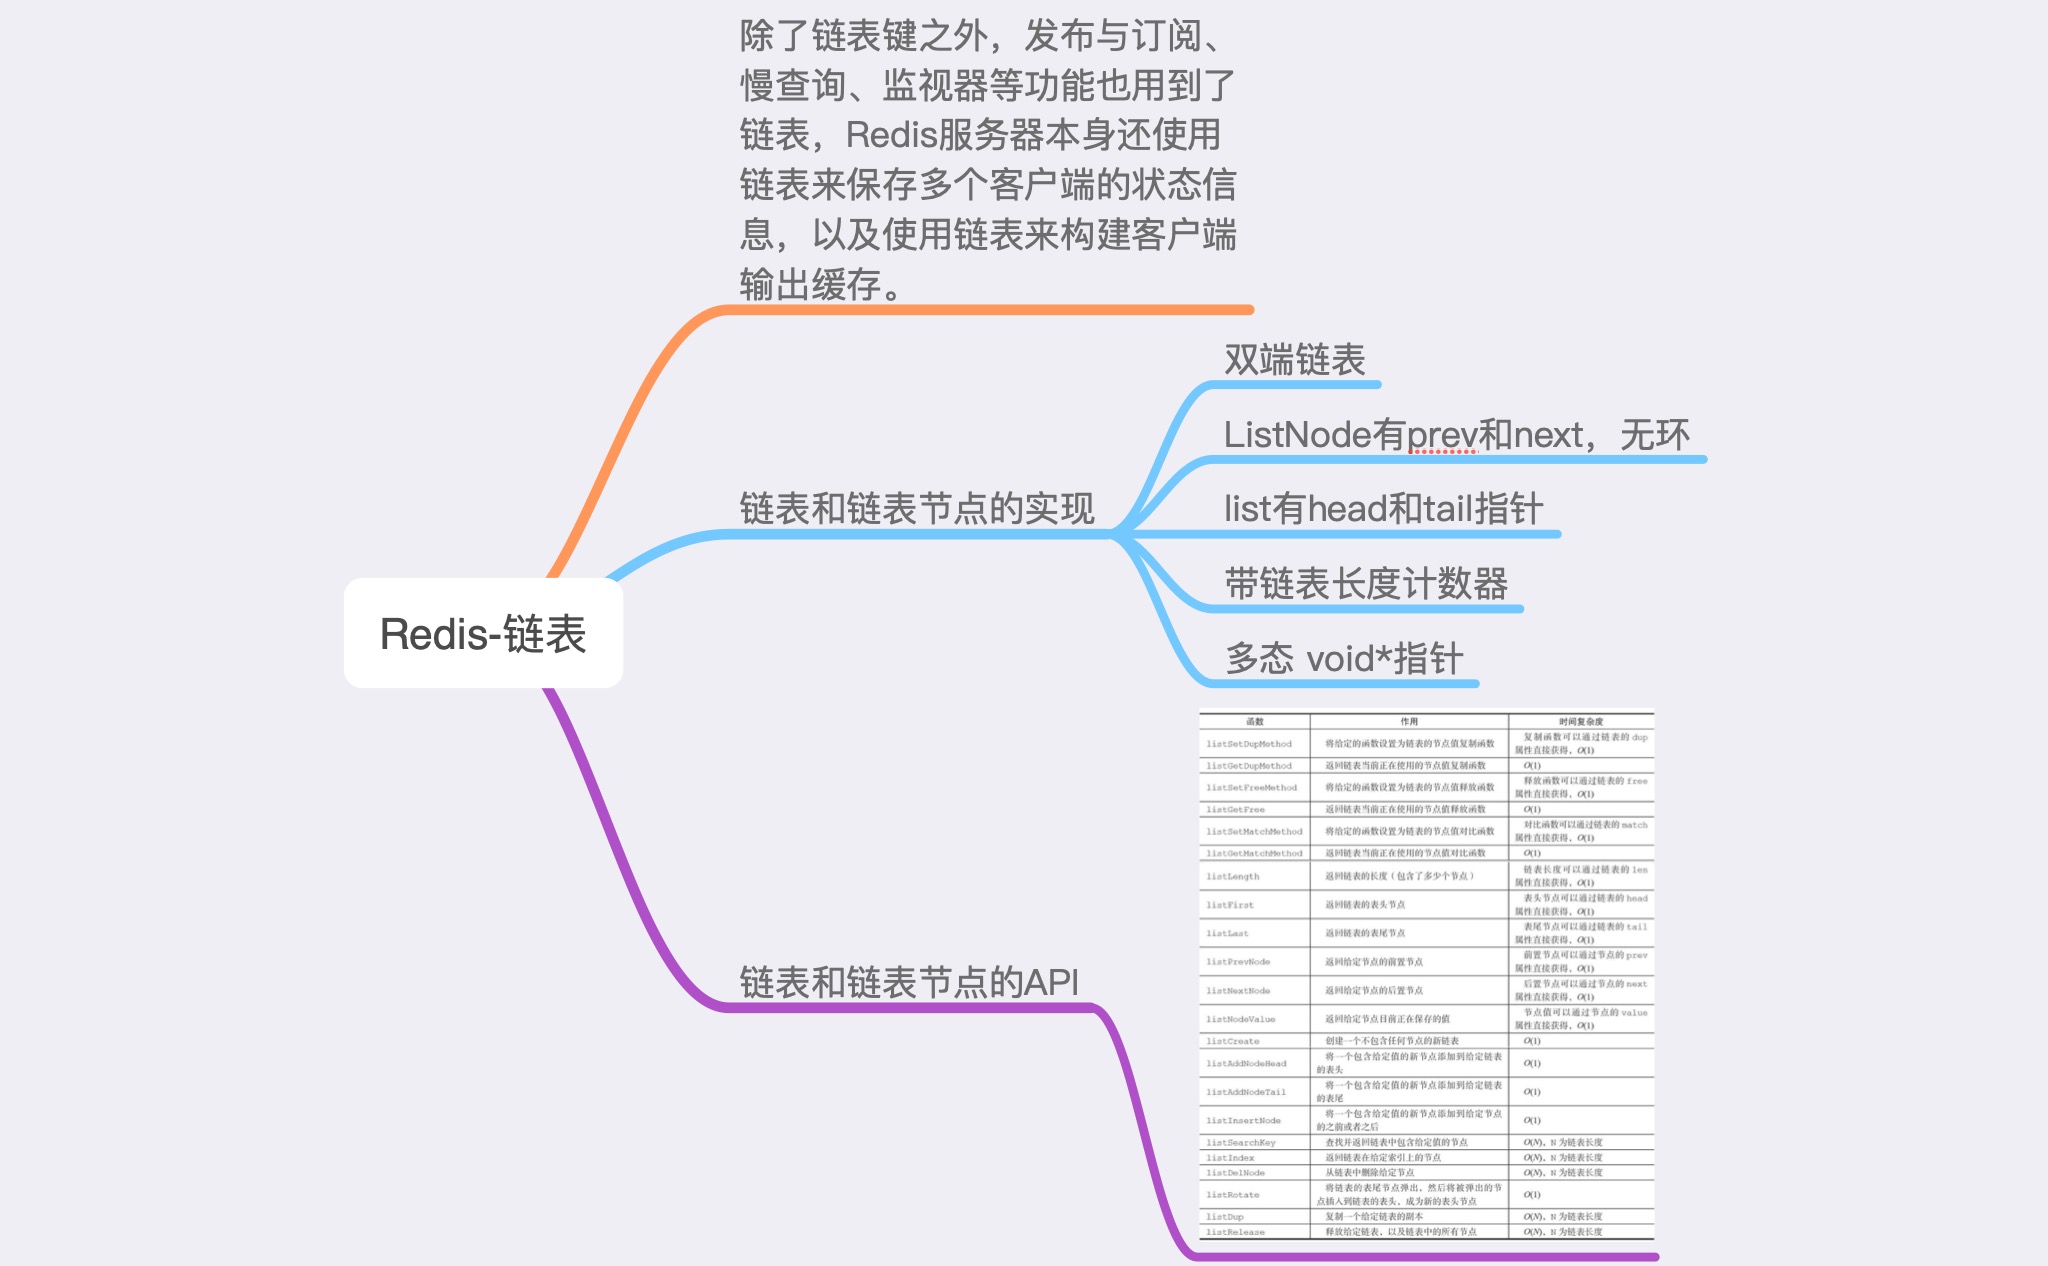 除了链表键之外，发布与订阅、
慢查询、监视器等功能也用到了
链表，Redis服务器本身还使用
链表来保存多个客户端的状态信
息，以及使用链表来构建客户端
输出缓存。
双端链表
ListNode有prev和next，无环
链表和链表节点的实现
list有head和tail指针
带链表长度计数器
Redis-链表
多态 void*指针
链表和链表节点的API
函数 作用 时间复杂度
listSetDupMethod 将给定的函数设置为链表的节点值复制函数 复制函数可以通过链表的 dup
属性直接获得，O(1)
listGetDupMethod 返回链表当前正在使用的节点值复制函数 O(1)
listSetFreeMethod 将给定的函数设置为链表的节点值释放函数 释放函数可以通过链表的 free
属性直接获得，O(1)
listGetFree 返回链表当前正在使用的节点值释放函数 O(1)
listSetMatchMethod 将给定的函数设置为链表的节点值对比函数 对比函数可以通过链表的 match
属性直接获得，O(1)
listGetMatchMethod 返回链表当前正在使用的节点值对比函数 O(1)
listLength 返回链表的长度（包含了多少个节点） 链表长度可以通过链表的 len
属性直接获得，O(1)
listFirst 返回链表的表头节点 表头节点可以通过链表的 head
属性直接获得，O(1)
listLast 返回链表的表尾节点 表尾节点可以通过链表的 tail
属性直接获得，O(1)
listPrevNode 返回给定节点的前置节点 前置节点可以通过节点的 prev
属性直接获得，O(1)
listNextNode 返回给定节点的后置节点 后置节点可以通过节点的 next
属性直接获得，O(1)
listNodeValue 返回给定节点目前正在保存的值 节点值可以通过节点的 value
属性直接获得，O(1)
listCreate 创建一个不包含任何节点的新链表 O(1)
listAddNodeHead 将一个包含给定值的新节点添加到给定链表
的表头 O(1)
listAddNodeTail 将一个包含给定值的新节点添加到给定链表
的表尾 O(1)
listInsertNode 将一个包含给定值的新节点添加到给定节点
的之前或者之后 O(1)
listSearchKey 查找并返回链表中包含给定值的节点 O(N)，N 为链表长度
listIndex 返回链表在给定索引上的节点 O(N)，N 为链表长度
listDelNode 从链表中删除给定节点 O(N)，N 为链表长度
listRotate 将链表的表尾节点弹出，然后将被弹出的节
点插入到链表的表头，成为新的表头节点 O(1)
listDup 复制一个给定链表的副本 O(N)，N 为链表长度
listRelease 释放给定链表，以及链表中的所有节点 O(N)，N 为链表长度